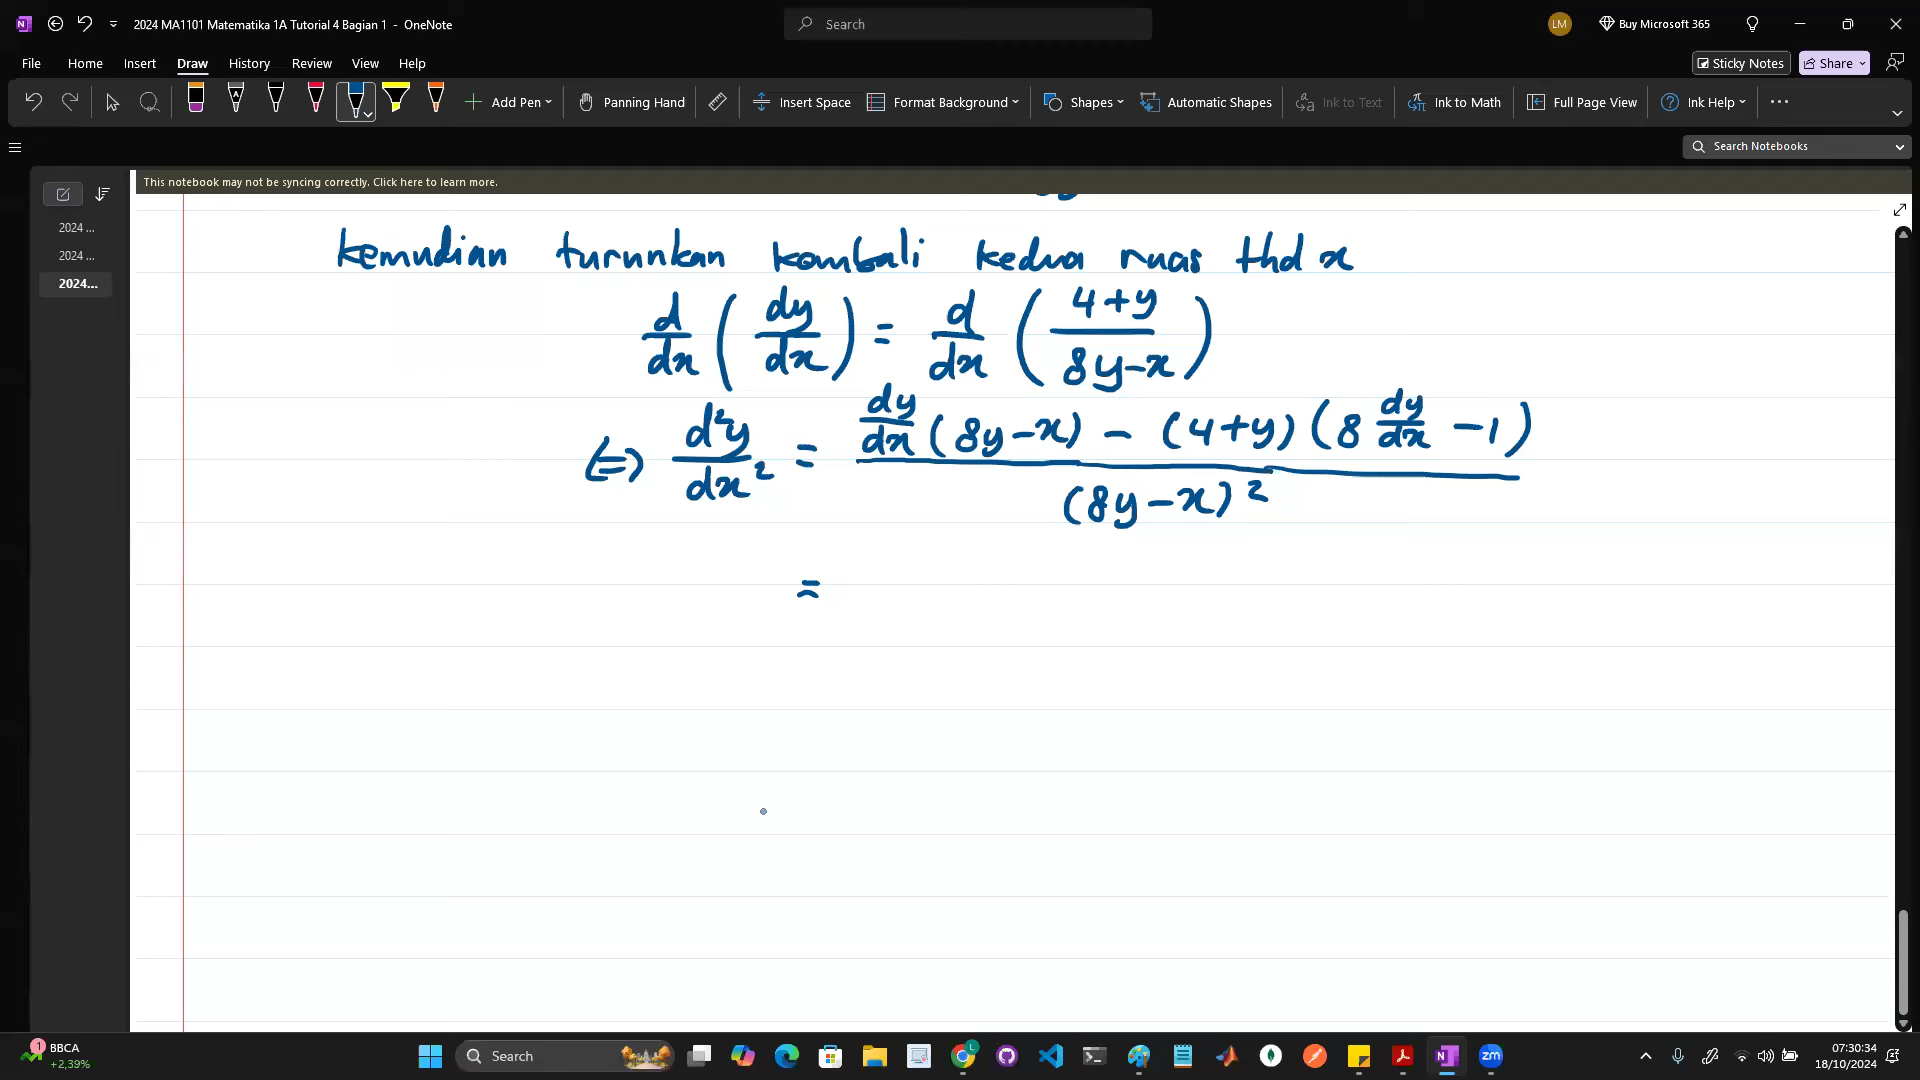 2024 MA1101 Matematika 1A Tutorial 4 Bagian 1 - OneNote
Search
LM
Buy Microsoft 365
File Home Insert Draw History Review View Help
Sticky Notes
Share
Add Pen
Panning Hand
Insert Space
Format Background
Shapes
Automatic Shapes
Ink to Text
Ink to Math
Full Page View
Ink Help
Search Notebooks
This notebook may not be syncing correctly. Click here to learn more.
2024 ...
2024 ...
2024...
kemudian turunkan kembali kedua ruas thd x
d/dx (dy/dx) = d/dx ((4+y)/(8y-x))
⇔ d²y/dx² = (dy/dx (8y-x) - (4+y)(8 dy/dx - 1))/(8y-x)²
=
1
BBCA
+2,39%
Search
L
zm
07:30:34
18/10/2024